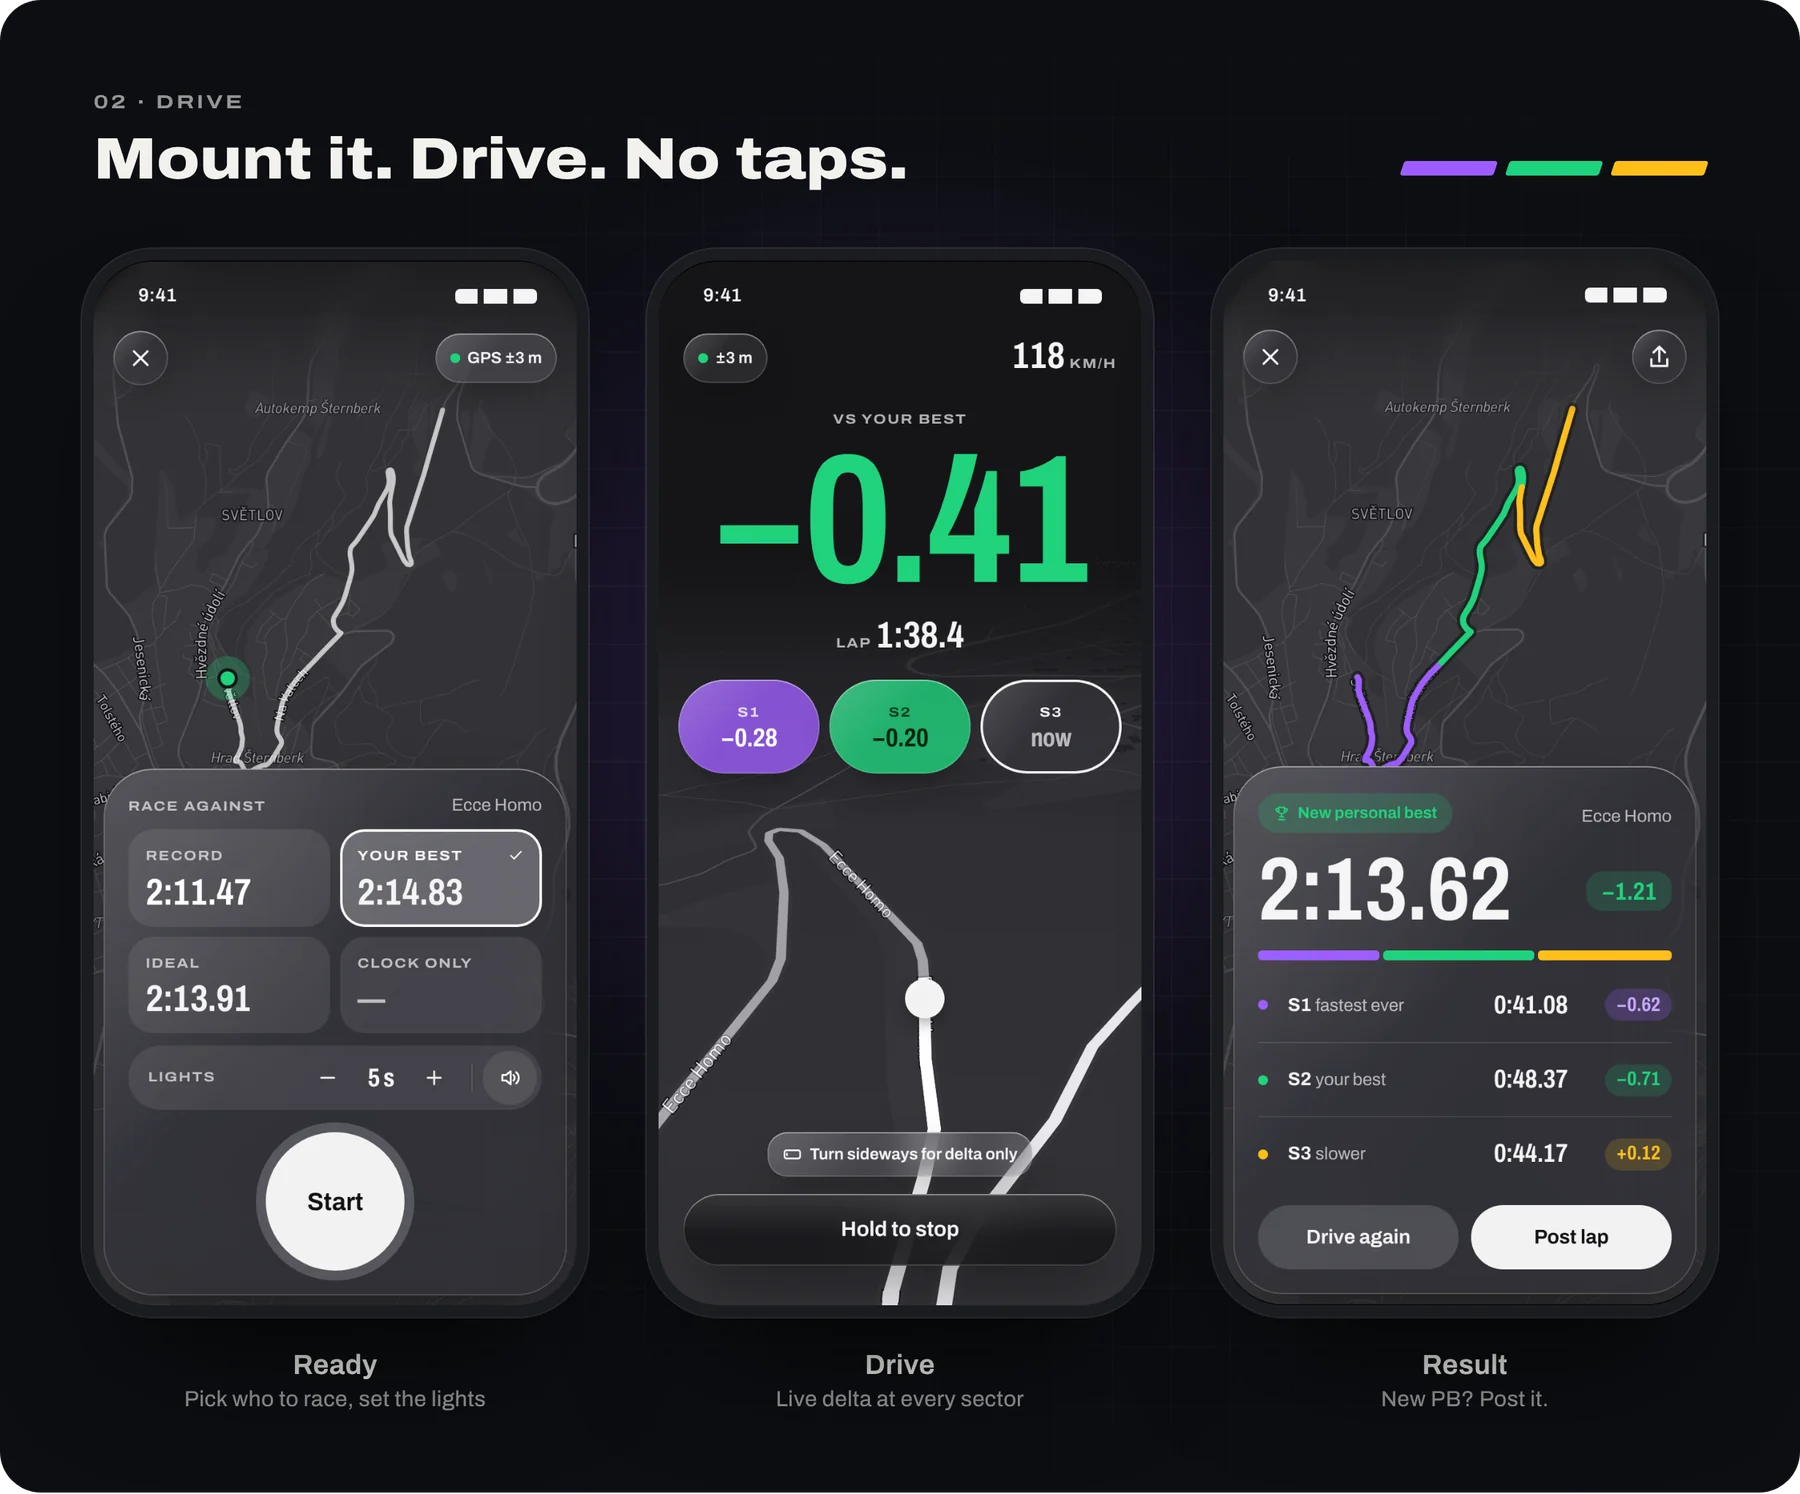 02 · DRIVE
Mount it. Drive. No taps.
9:41
GPS ±3 m
Autokemp Šternberk
SVĚTLOV
Hvězdné údolí
Jesenická
Tolstého
Na Valech
Hrad Šternberk
RACE AGAINST
Ecce Homo
RECORD
2:11.47
YOUR BEST
2:14.83
IDEAL
2:13.91
CLOCK ONLY
—
LIGHTS
− 5 s +
Start
Ready
Pick who to race, set the lights
9:41
±3 m
118 KM/H
VS YOUR BEST
−0.41
LAP 1:38.4
S1
−0.28
S2
−0.20
S3
now
Ecce Homo
Ecce Homo
Turn sideways for delta only
Hold to stop
Drive
Live delta at every sector
9:41
Autokemp Šternberk
SVĚTLOV
Hvězdné údolí
Jesenická
Tolstého
Hrad Šternberk
New personal best
Ecce Homo
2:13.62
−1.21
S1 fastest ever 0:41.08 −0.62
S2 your best 0:48.37 −0.71
S3 slower 0:44.17 +0.12
Drive again
Post lap
Result
New PB? Post it.